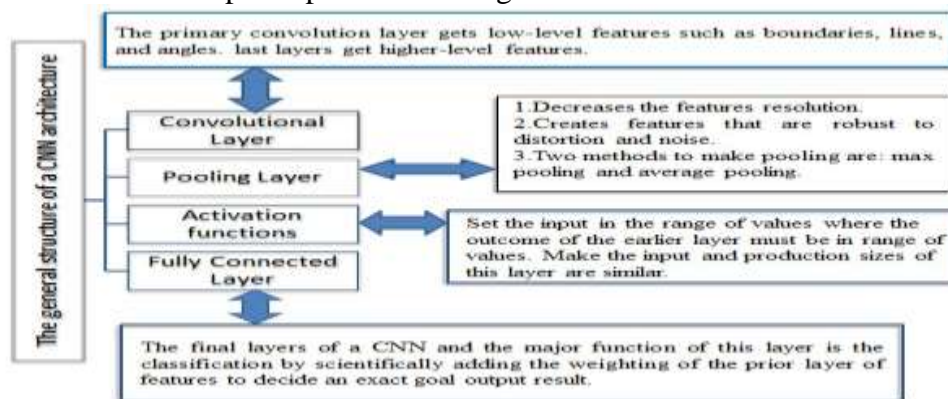 The primary convolution layer gets low-level features such as boundaries, lines,
and angles. last layers get higher-level features.
The general structure of a CNN architecture
Convolutional
Layer
Pooling Layer
1.Decreases the features resolution.
2.Creates features that are robust to
distortion and noise.
3.Two methods to make pooling are: max
pooling and average pooling.
Activation
functions
Set the input in the range of values where the
outcome of the earlier layer must be in range of
values. Make the input and production sizes of
this layer are similar.
Fully Connected
Layer
The final layers of a CNN and the major function of this layer is the
classification by scientifically adding the weighting of the prior layer of
features to decide an exact goal output result.